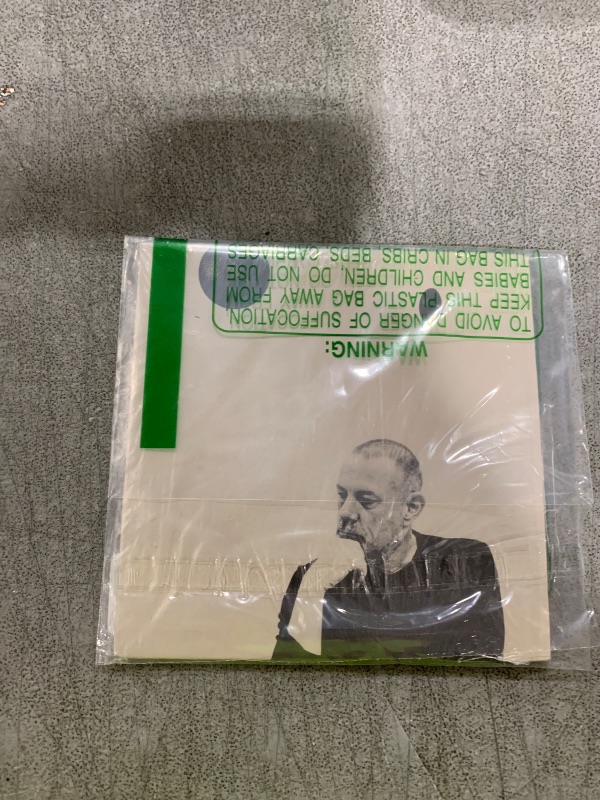 WARNING:
TO AVOID DANGER OF SUFFOCATION,
KEEP THIS PLASTIC BAG AWAY FROM
BABIES AND CHILDREN, DO NOT USE
THIS BAG IN CRIBS, BEDS, CARRIAGES